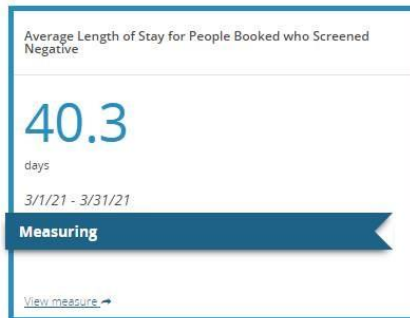 Average Length of Stay for People Booked who Screened
Negative
40.3
days
3/1/21 - 3/31/21
Measuring
View measure